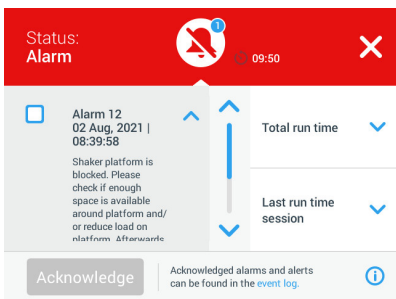 Status:
Alarm
1
09:50
Alarm 12
02 Aug, 2021 |
08:39:58
Shaker platform is
blocked. Please
check if enough
space is available
around platform and/
or reduce load on
platform. Afterwards
Total run time
Last run time
session
Acknowledge
Acknowledged alarms and alerts
can be found in the event log.